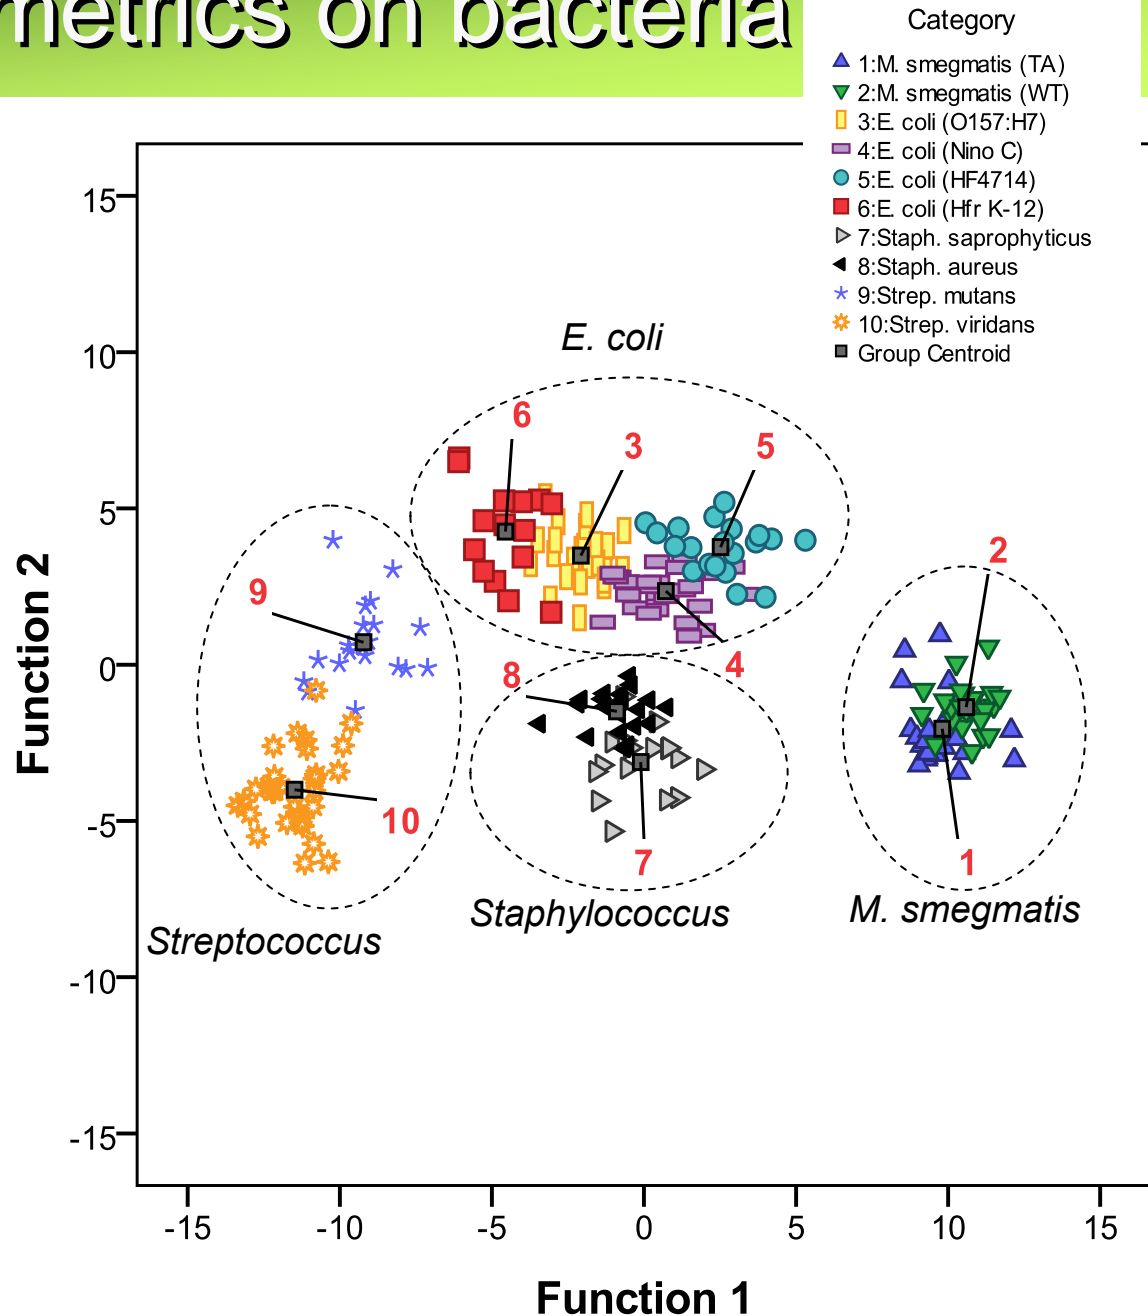 metrics on bacteria
Category
1:M. smegmatis (TA)
2:M. smegmatis (WT)
3:E. coli (O157:H7)
4:E. coli (Nino C)
5:E. coli (HF4714)
6:E. coli (Hfr K-12)
7:Staph. saprophyticus
8:Staph. aureus
9:Strep. mutans
10:Strep. viridans
Group Centroid
15
10
5
0
-5
-10
-15
Function 2
E. coli
6
3
5
4
2
1
9
10
8
7
Streptococcus
Staphylococcus
M. smegmatis
-15
-10
-5
0
5
10
15
Function 1